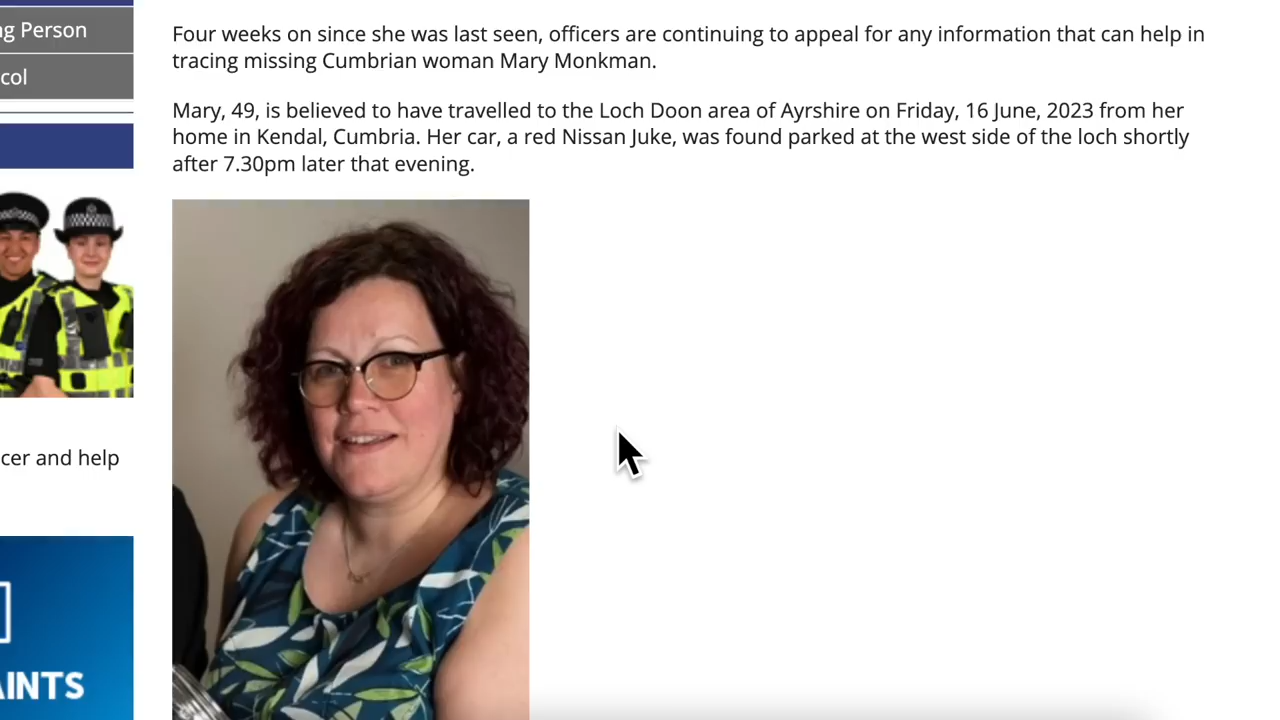 ng Person
col
Four weeks on since she was last seen, officers are continuing to appeal for any information that can help in
tracing missing Cumbrian woman Mary Monkman.
Mary, 49, is believed to have travelled to the Loch Doon area of Ayrshire on Friday, 16 June, 2023 from her
home in Kendal, Cumbria. Her car, a red Nissan Juke, was found parked at the west side of the loch shortly
after 7.30pm later that evening.
cer and help
AINTS